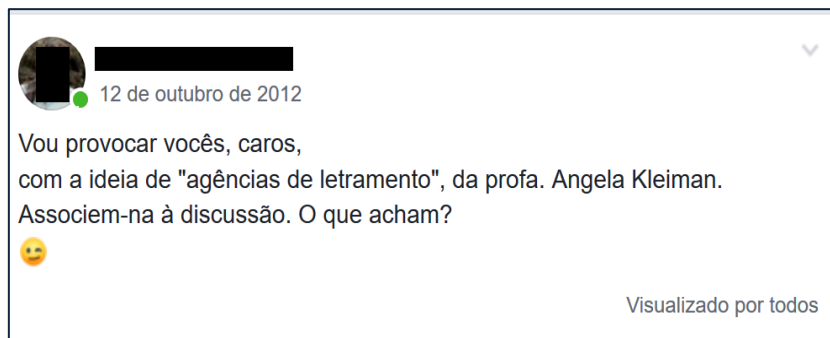 12 de outubro de 2012
Vou provocar vocês, caros,
com a ideia de "agências de letramento", da profa. Angela Kleiman.
Associem-na à discussão. O que acham?
Visualizado por todos